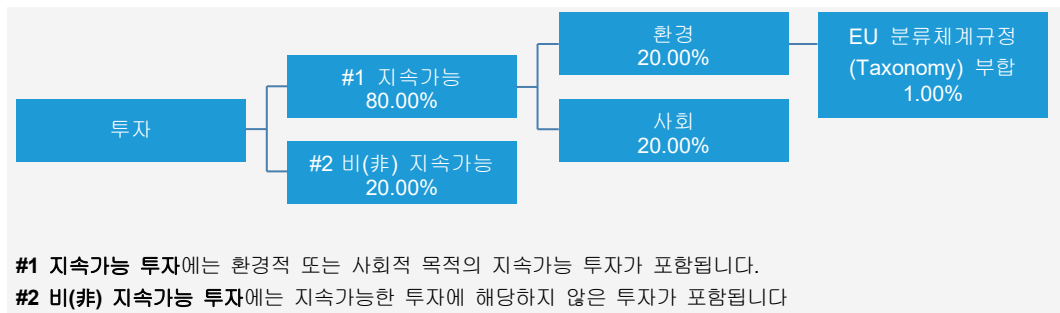 환경
20.00%
EU 분류체계규정
(Taxonomy) 부합
1.00%
#1 지속가능
80.00%
투자
사회
20.00%
#2 비(非) 지속가능
20.00%
#1 지속가능 투자에는 환경적 또는 사회적 목적의 지속가능 투자가 포함됩니다.
#2 비(非) 지속가능 투자에는 지속가능한 투자에 해당하지 않은 투자가 포함됩니다